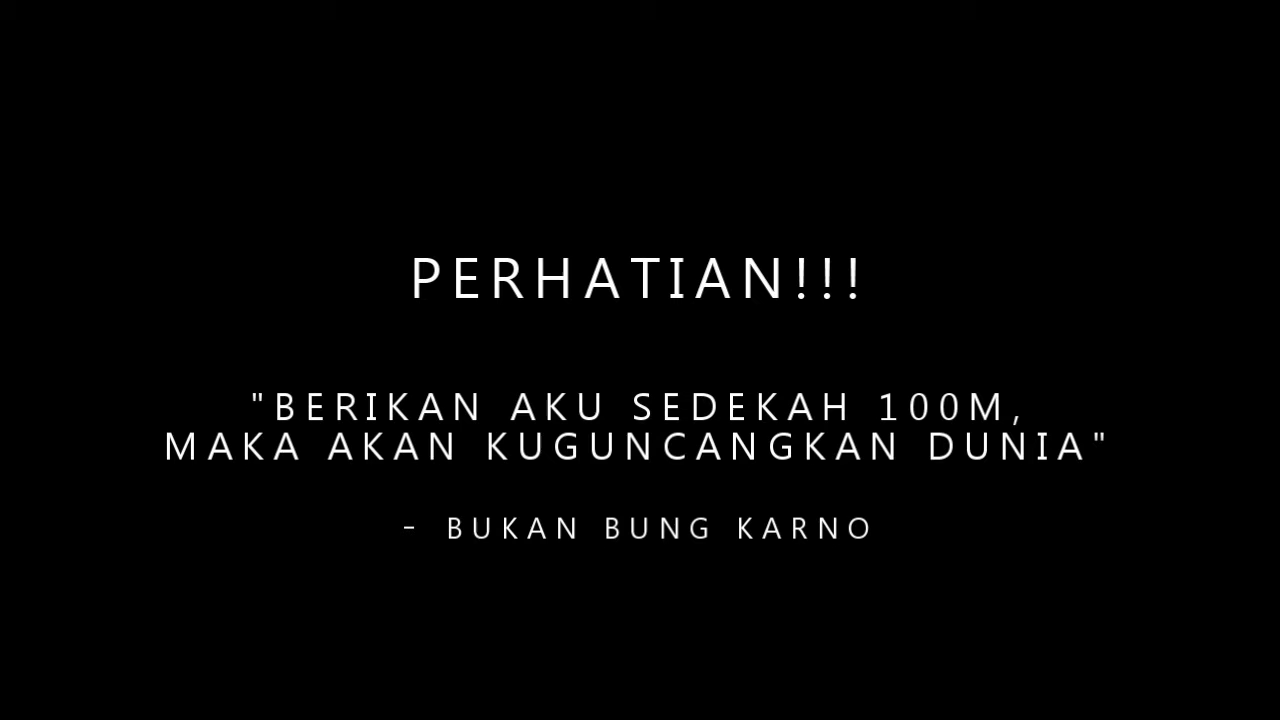 PERHATIAN!!!
"BERIKAN AKU SEDEKAH 100M,
MAKA AKAN KUGUNCANGKAN DUNIA"
- BUKAN BUNG KARNO